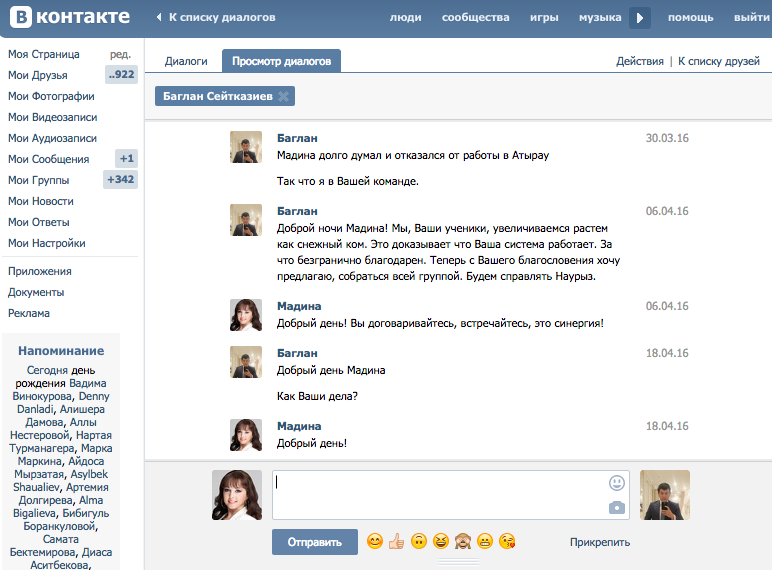 В контакте
К списку диалогов
люди сообщества игры музыка помощь выйти
Моя Страница ред.
Мои Друзья ..922
Мои Фотографии
Мои Видеозаписи
Мои Аудиозаписи
Мои Сообщения +1
Мои Группы +342
Мои Новости
Мои Ответы
Мои Настройки
Приложения
Документы
Реклама
Напоминание
Сегодня день
рождения Вадима
Винокурова, Denny
Danladi, Алишера
Дамова, Аллы
Нестеровой, Нартая
Турманагера, Марка
Маркина, Айдоса
Мырзатая, Asylbek
Shaualiev, Артемия
Долгирева, Alma
Bigalieva, Бибигуль
Боранкуловой,
Самата
Бектемирова, Диаса
Аситбекова,
Диалоги Просмотр диалогов
Действия | К списку друзей
Баглан Сейтказиев
Баглан 30.03.16
Мадина долго думал и отказался от работы в Атырау
Так что я в Вашей команде.
Баглан 06.04.16
Доброй ночи Мадина! Мы, Ваши ученики, увеличиваемся растем
как снежный ком. Это доказывает что Ваша система работает. За
что безгранично благодарен. Теперь с Вашего благословения хочу
предлагаю, собраться всей группой. Будем справлять Наурыз.
Мадина 06.04.16
Добрый день! Вы договаривайтесь, встречайтесь, это синергия!
Баглан 18.04.16
Добрый день Мадина
Как Ваши дела?
Мадина 18.04.16
Добрый день!
Отправить
Прикрепить